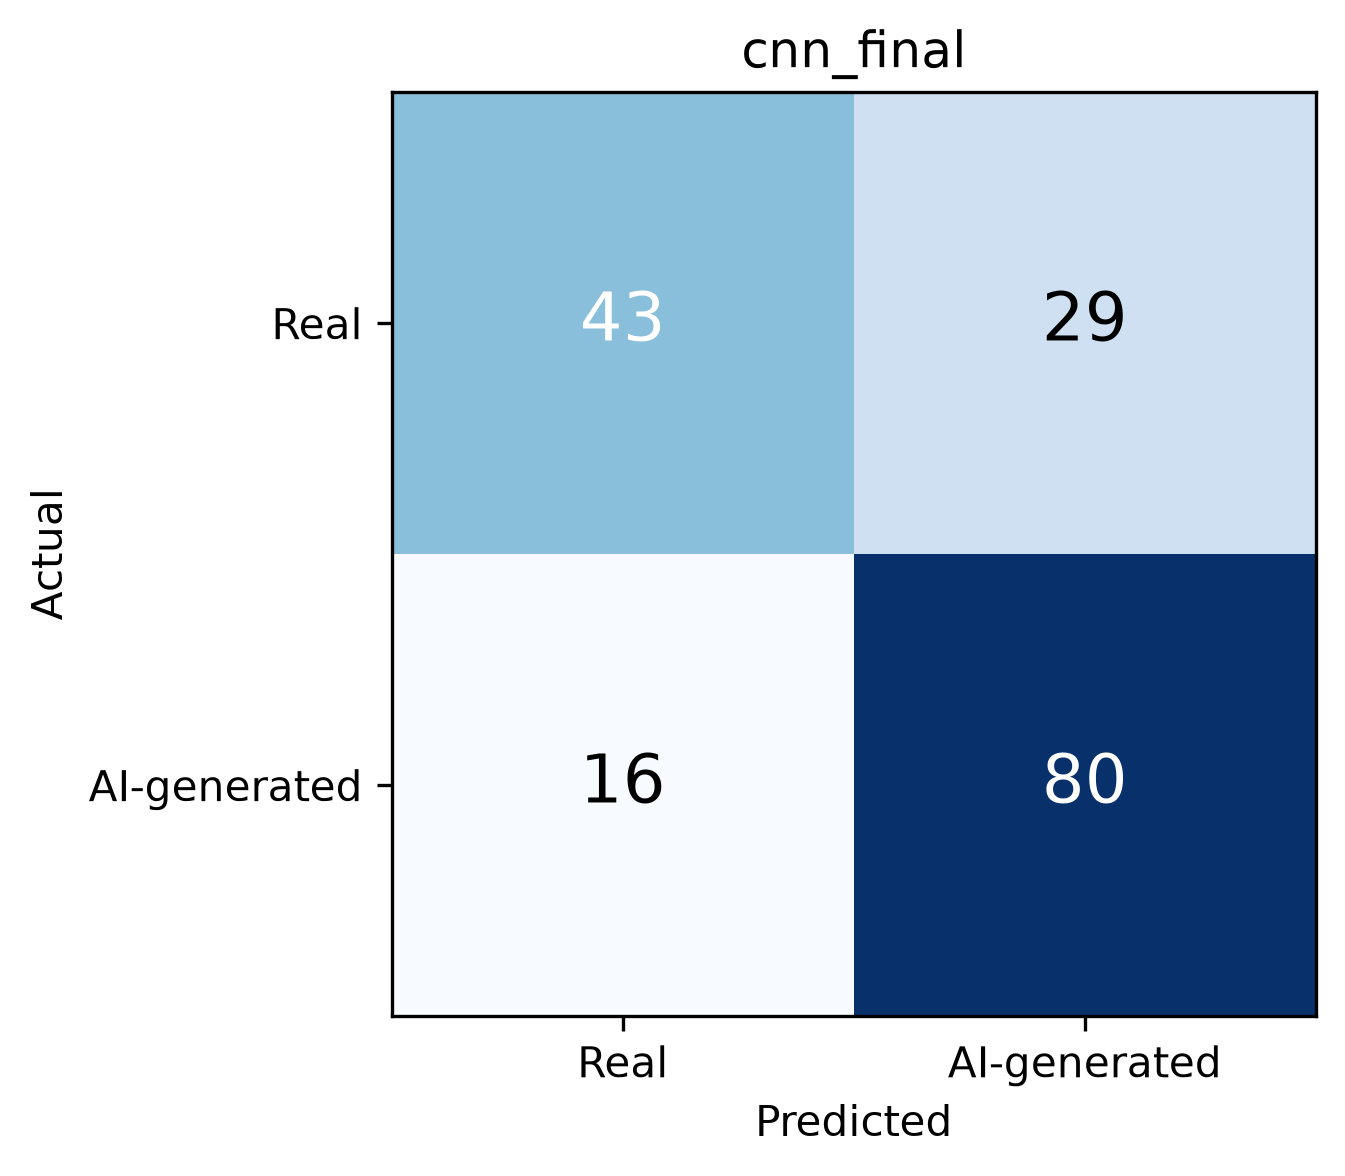 cnn_final
Real
43
29
Actual
AI-generated
16
80
Real
AI-generated
Predicted